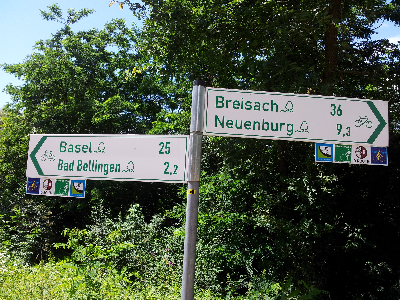 Breisach 36
Neuenburg 9,3
Basel 25
Bad Bellingen 2,2